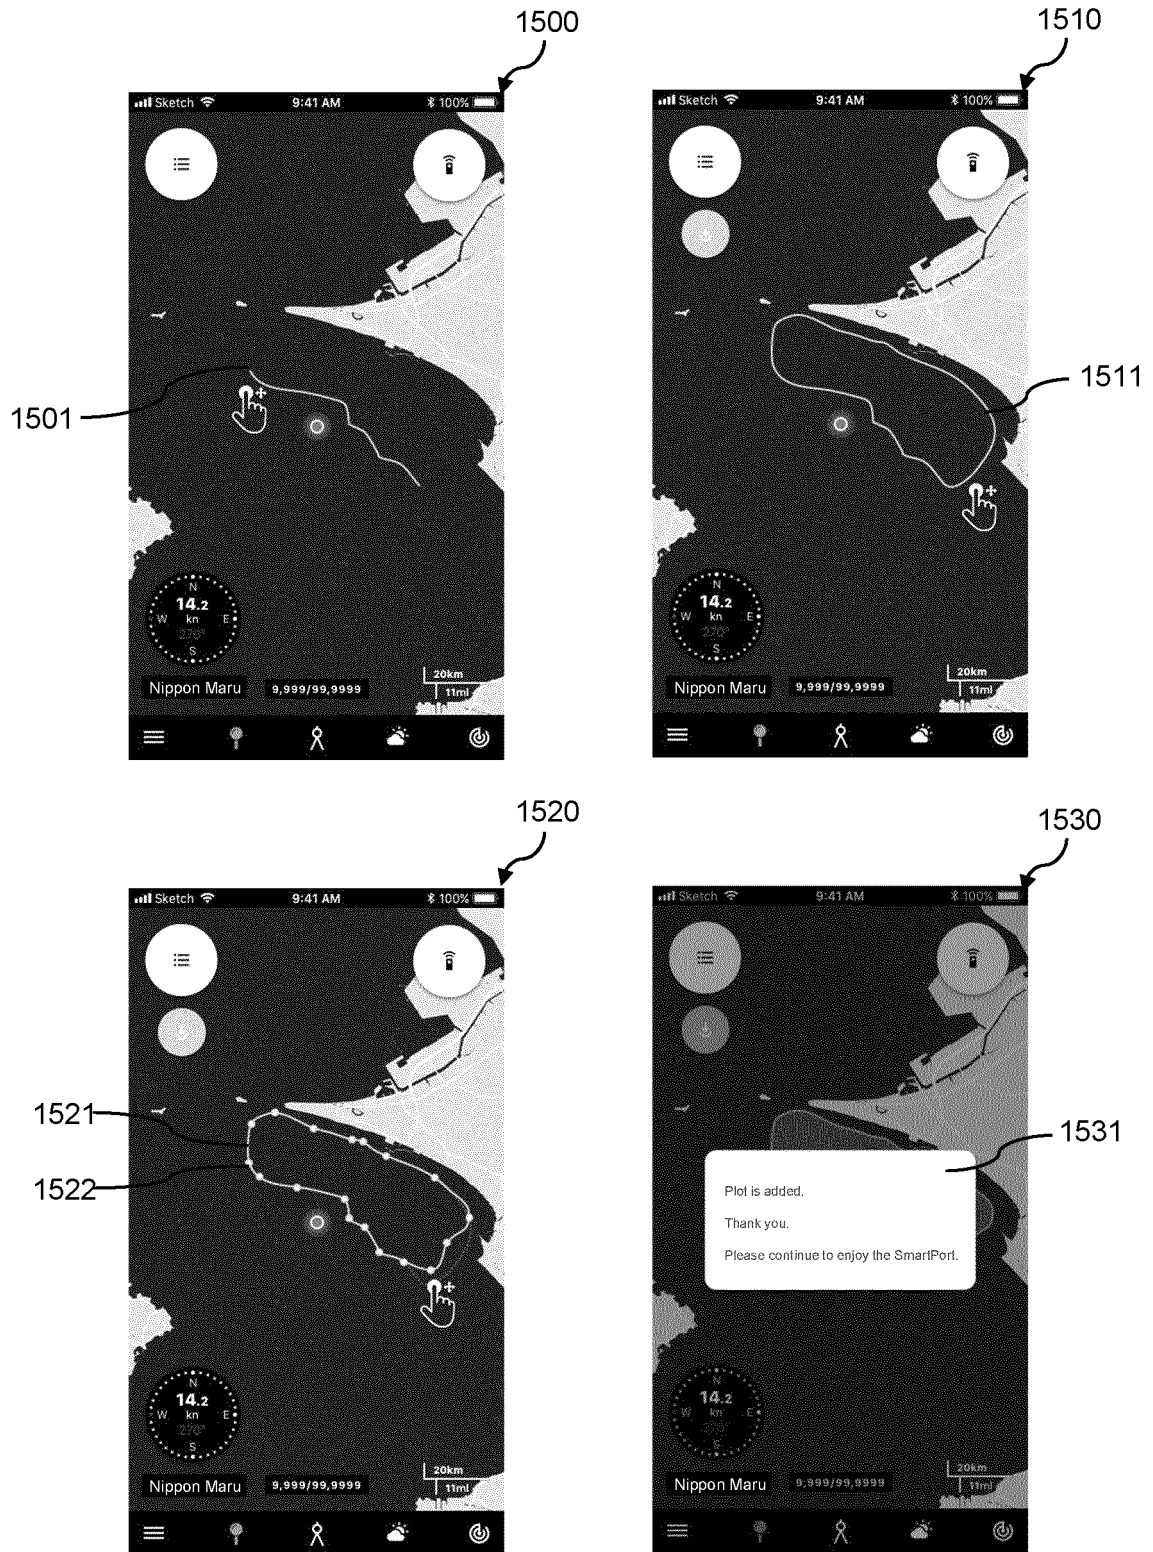 1500
1510
Sketch 9:41 AM 100%
Sketch 9:41 AM 100%
1501
1511
N
14.2
W kn E
270°
S
20km
11ml
Nippon Maru 9,999/99,9999
N
14.2
W kn E
270°
S
20km
11ml
Nippon Maru 9,999/99,9999
1520
1530
Sketch 9:41 AM 100%
Sketch 9:41 AM 100%
1521
1522
1531
Plot is added.
Thank you.
Please continue to enjoy the SmartPort.
N
14.2
W kn E
270°
S
20km
11ml
Nippon Maru 9,999/99,9999
N
14.2
W kn E
S
20km
11ml
Nippon Maru 9,999/99,9999